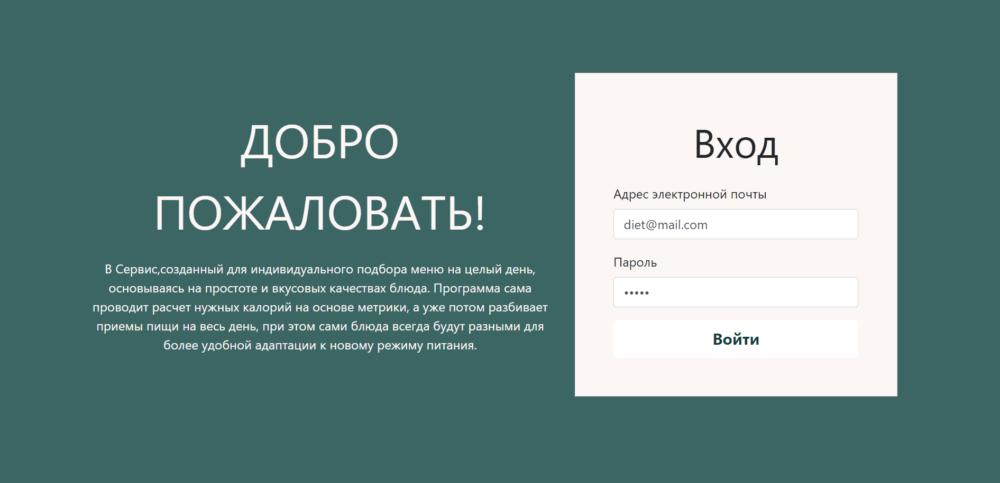 ДОБРО
ПОЖАЛОВАТЬ!
В Сервис,созданный для индивидуального подбора меню на целый день,
основываясь на простоте и вкусовых качествах блюда. Программа сама
проводит расчет нужных калорий на основе метрики, а уже потом разбивает
приемы пищи на весь день, при этом сами блюда всегда будут разными для
более удобной адаптации к новому режиму питания.
Вход
Адрес электронной почты
diet@mail.com
Пароль
•••••
Войти